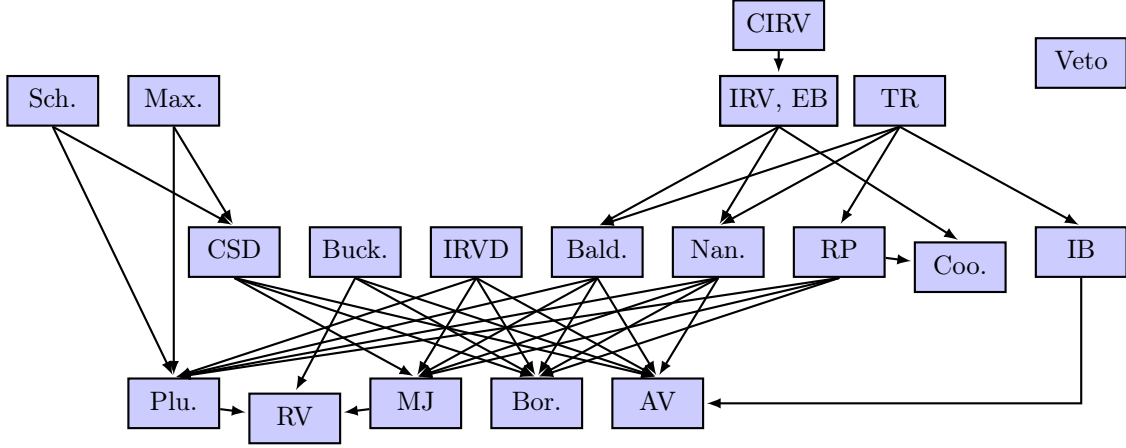 CIRV
Veto
Sch.
Max.
IRV, EB
TR
CSD
Buck.
IRVD
Bald.
Nan.
RP
Coo.
IB
Plu.
RV
MJ
Bor.
AV